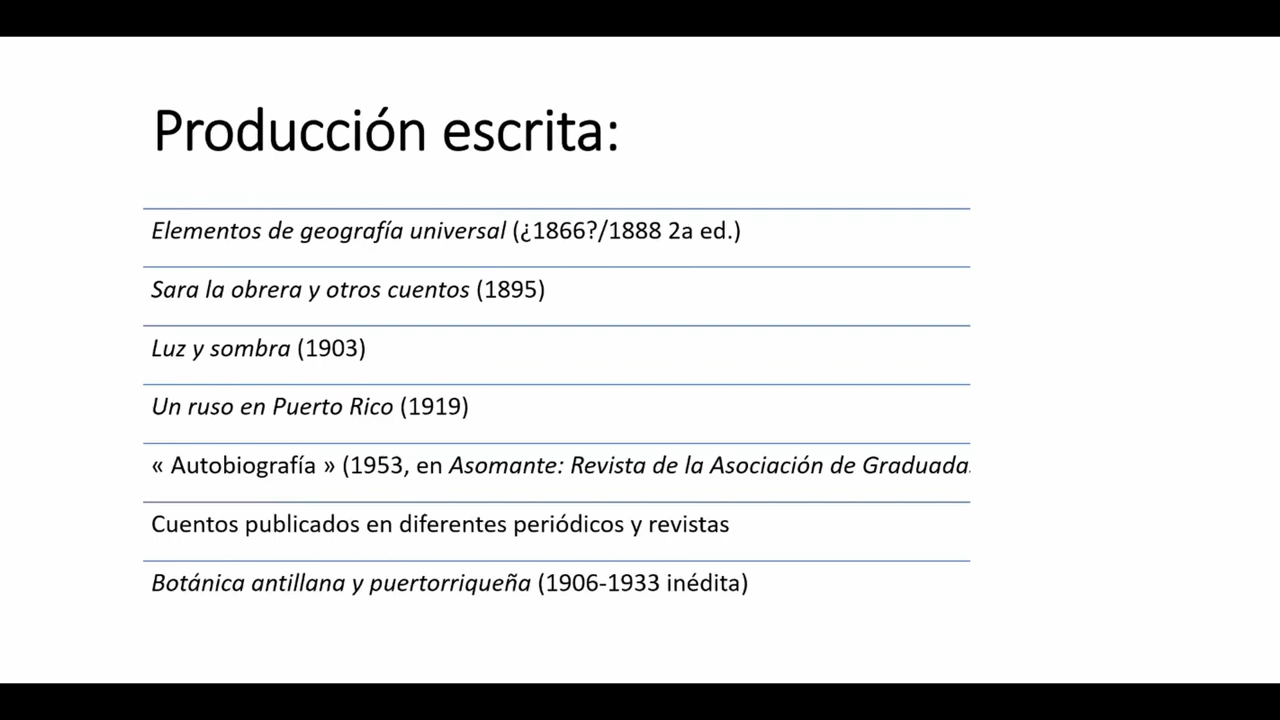 Producción escrita:
Elementos de geografía universal (¿1866?/1888 2a ed.)
Sara la obrera y otros cuentos (1895)
Luz y sombra (1903)
Un ruso en Puerto Rico (1919)
« Autobiografía » (1953, en Asomante: Revista de la Asociación de Graduada
Cuentos publicados en diferentes periódicos y revistas
Botánica antillana y puertorriqueña (1906-1933 inédita)